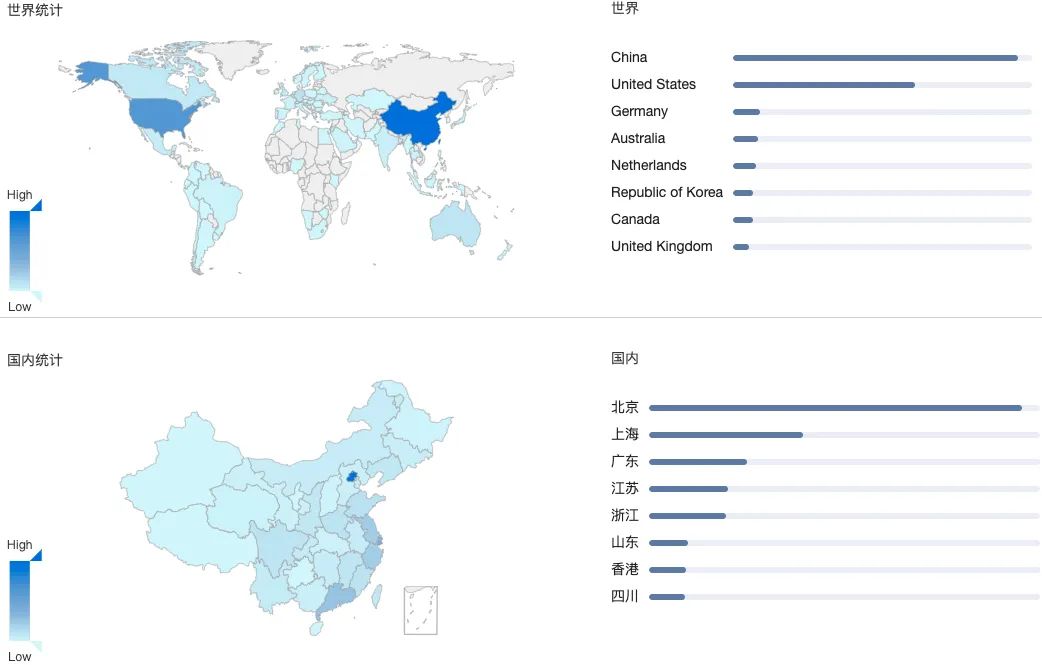 世界统计
世界
China
United States
Germany
Australia
Netherlands
Republic of Korea
Canada
United Kingdom
High
Low
国内统计
国内
北京
上海
广东
江苏
浙江
山东
香港
四川
High
Low